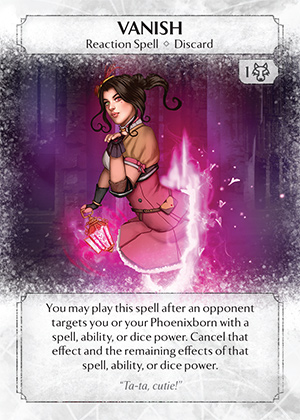 VANISH
Reaction Spell ⟐ Discard
1
You may play this spell after an opponent
targets you or your Phoenixborn with a
spell, ability, or dice power. Cancel that
effect and the remaining effects of that
spell, ability, or dice power.
“Ta-ta, cutie!”